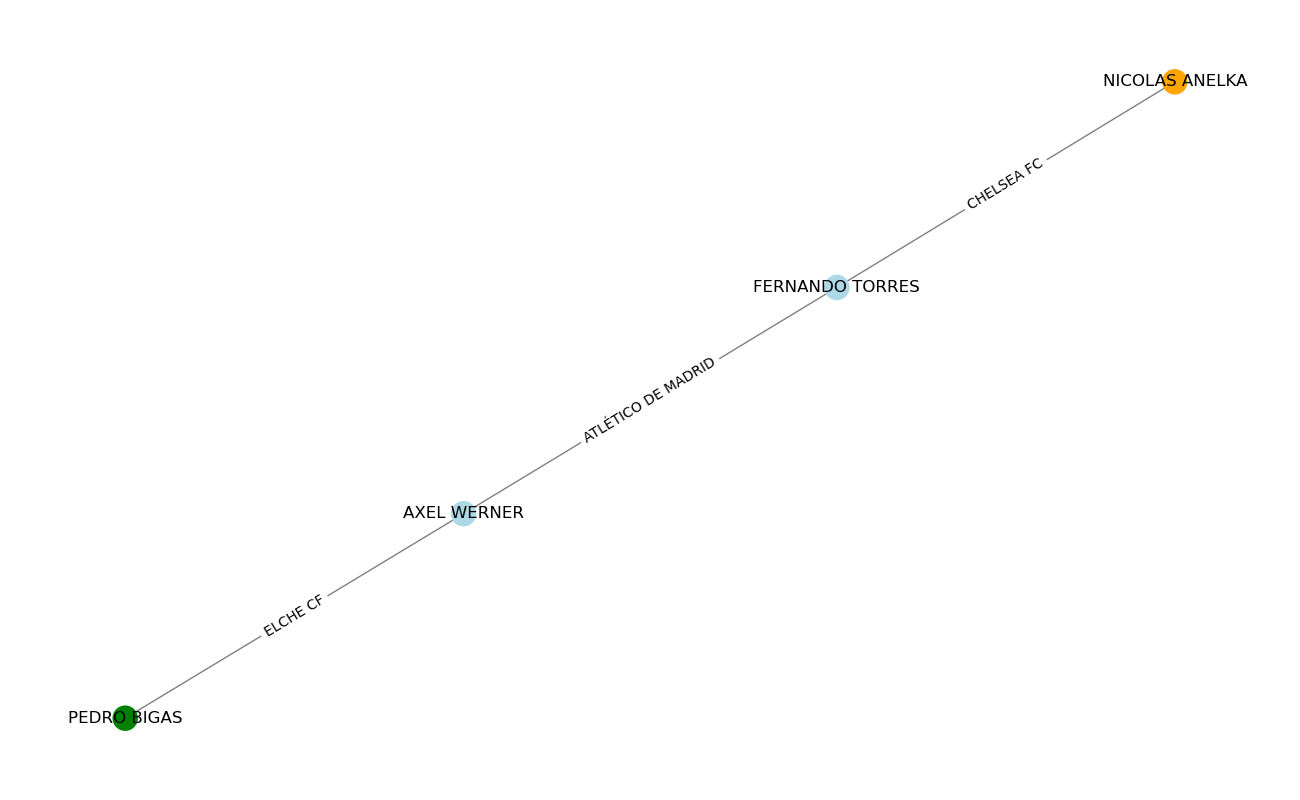 NICOLAS ANELKA
CHELSEA FC
FERNANDO TORRES
ATLÉTICO DE MADRID
AXEL WERNER
ELCHE CF
PEDRO BIGAS